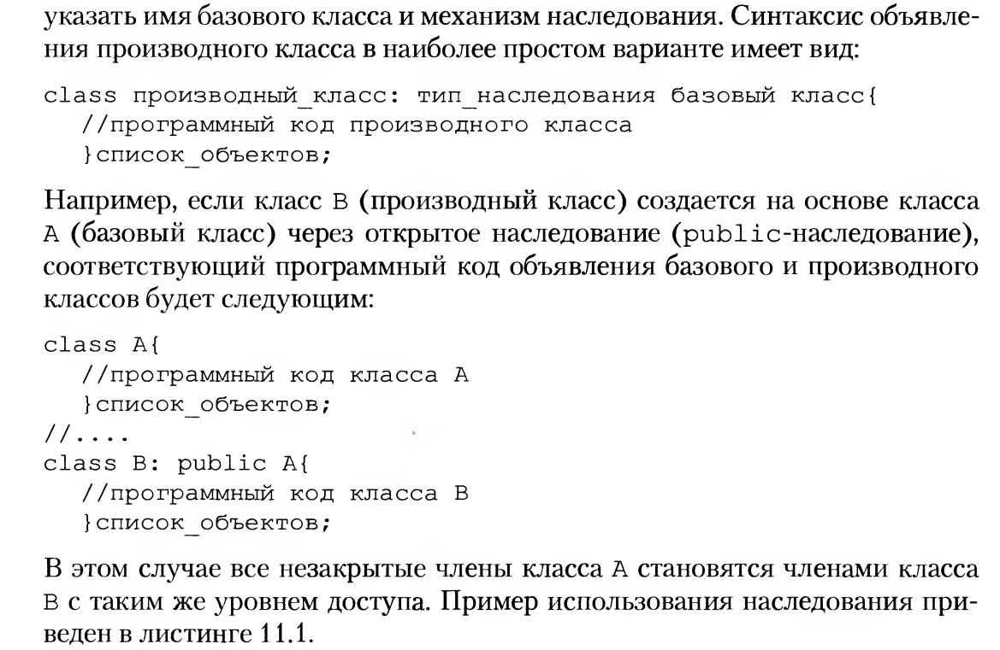 указать имя базового класса и механизм наследования. Синтаксис объявле-
ния производного класса в наиболее простом варианте имеет вид:
class производный_класс: тип_наследования базовый класс{
//программный код производного класса
}список_объектов;
Например, если класс B (производный класс) создается на основе класса
A (базовый класс) через открытое наследование (public-наследование),
соответствующий программный код объявления базового и производного
классов будет следующим:
class A{
//программный код класса A
}список_объектов;
//....
class B: public A{
//программный код класса B
}список_объектов;
В этом случае все незакрытые члены класса A становятся членами класса
B с таким же уровнем доступа. Пример использования наследования при-
веден в листинге 11.1.